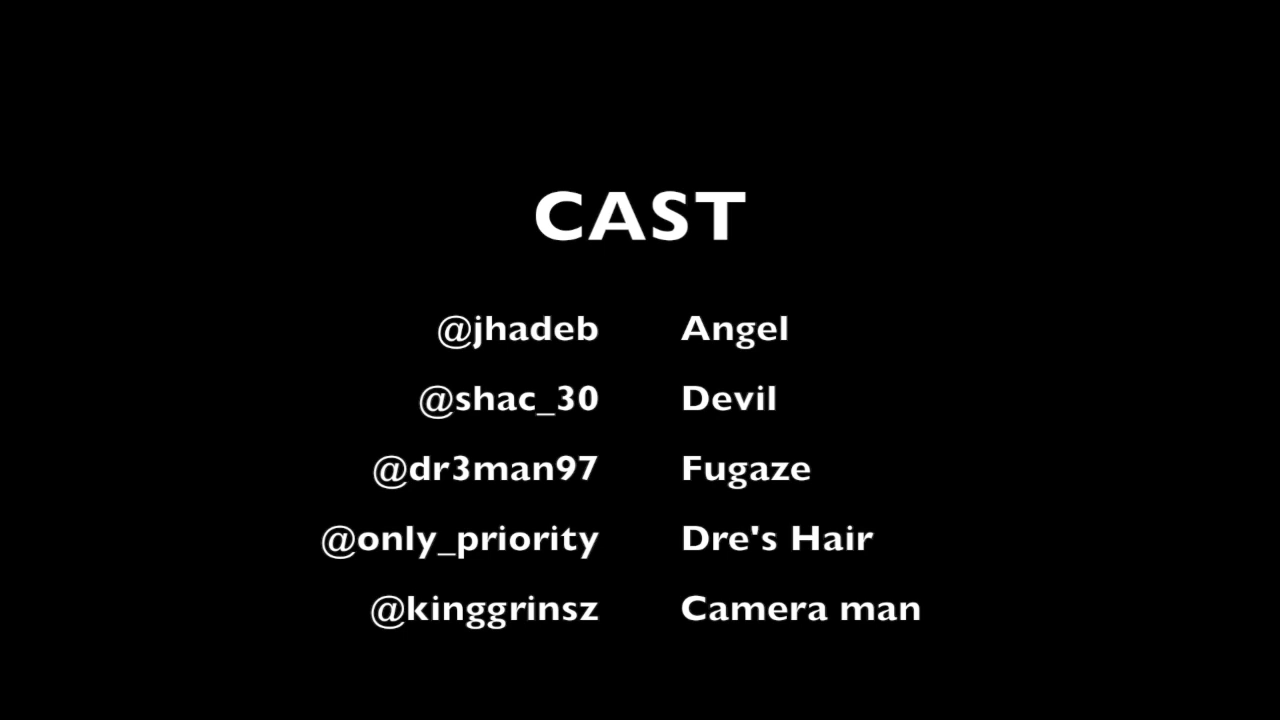 CAST
@jhadeb Angel
@shac_30 Devil
@dr3man97 Fugaze
@only_priority Dre's Hair
@kinggrinsz Camera man